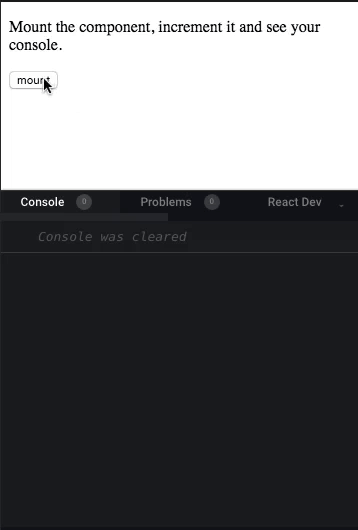 Mount the component, increment it and see your
console.
mount
Console 0 Problems 0 React Dev
Console was cleared